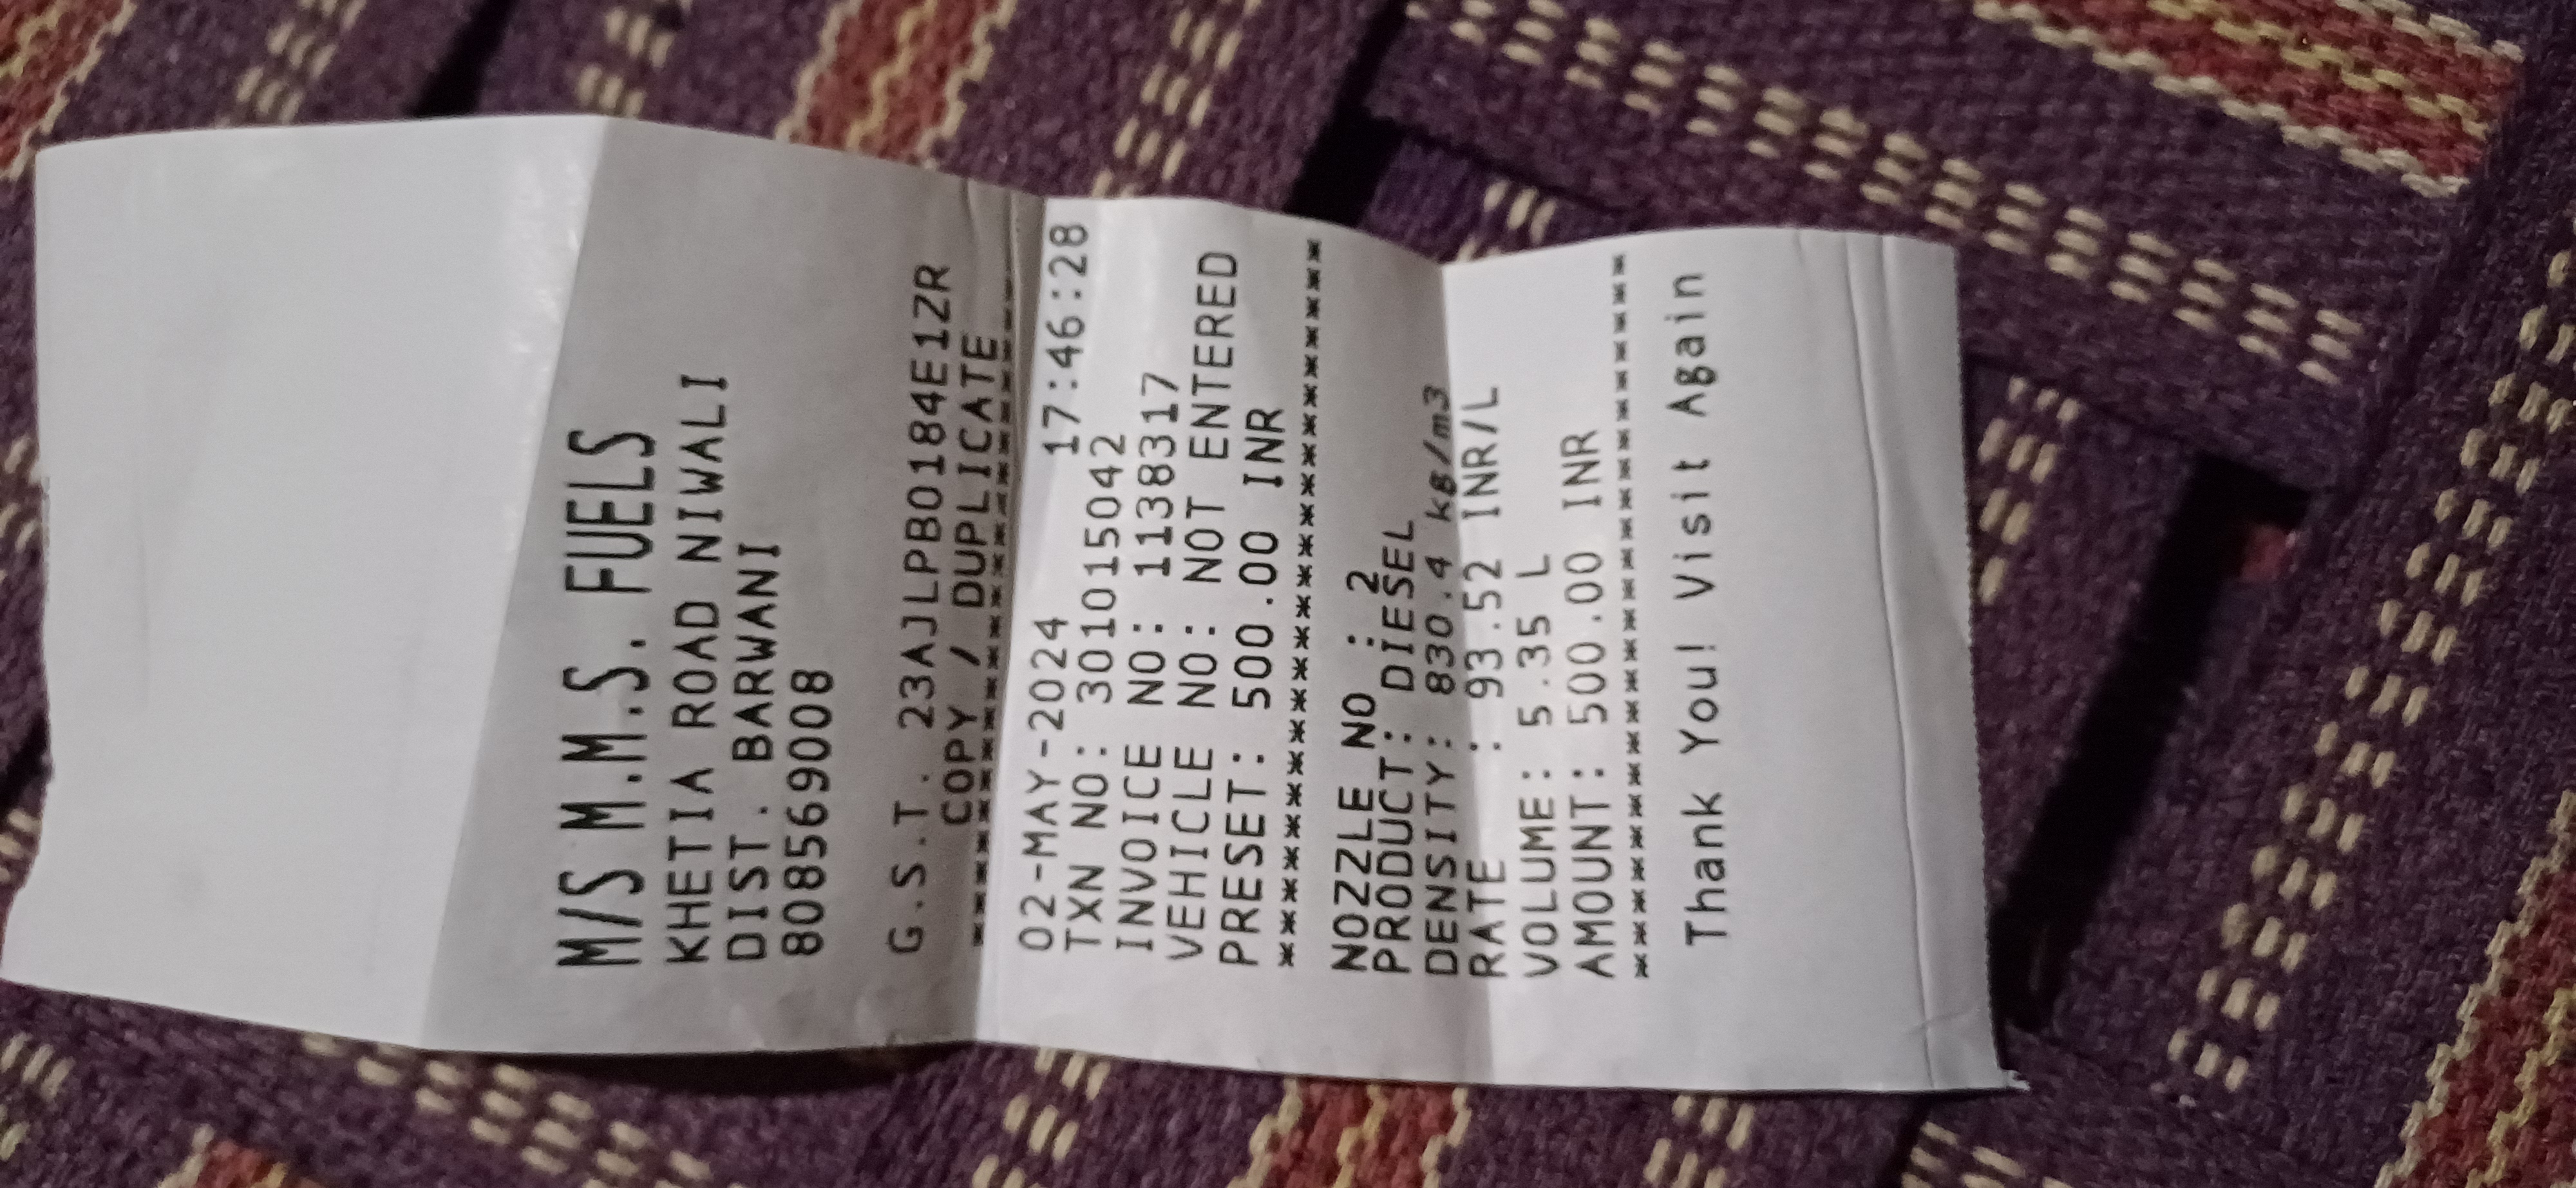 M/S M.M.S. FUELS
KHETIA ROAD NIWALI
DIST. BARWANI
808569008
G.S.T. 23AJLPB0184E1ZR
COPY / DUPLICATE
************************
02-MAY-2024 17:46:28
TXN NO: 30101505042
INVOICE NO: 1138317
VEHICLE NO: NOT ENTERED
PRESET: 500.00 INR
************************
NOZZLE NO : 2
PRODUCT: DIESEL
DENSITY: 830.4 kg/m3
RATE : 93.52 INR/L
VOLUME: 5.35 L
AMOUNT: 500.00 INR
************************
Thank You! Visit Again